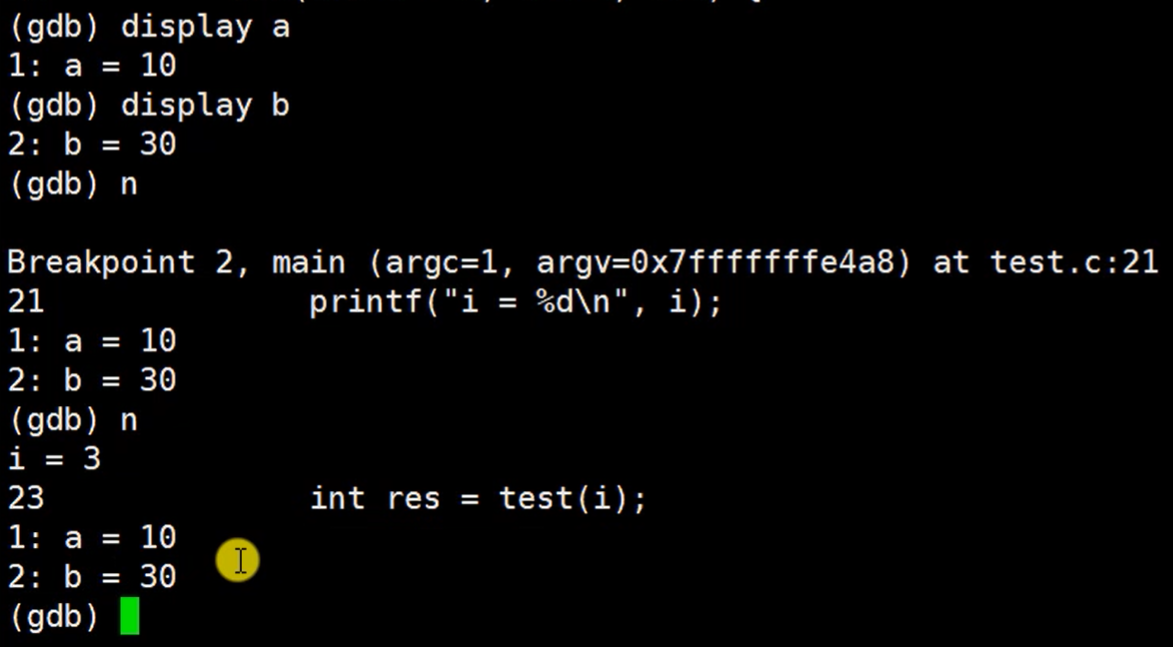 (gdb) display a
1: a = 10
(gdb) display b
2: b = 30
(gdb) n
Breakpoint 2, main (argc=1, argv=0x7fffffffe4a8) at test.c:21
21              printf("i = %d\n", i);
1: a = 10
2: b = 30
(gdb) n
i = 3
23              int res = test(i);
1: a = 10
2: b = 30
(gdb)